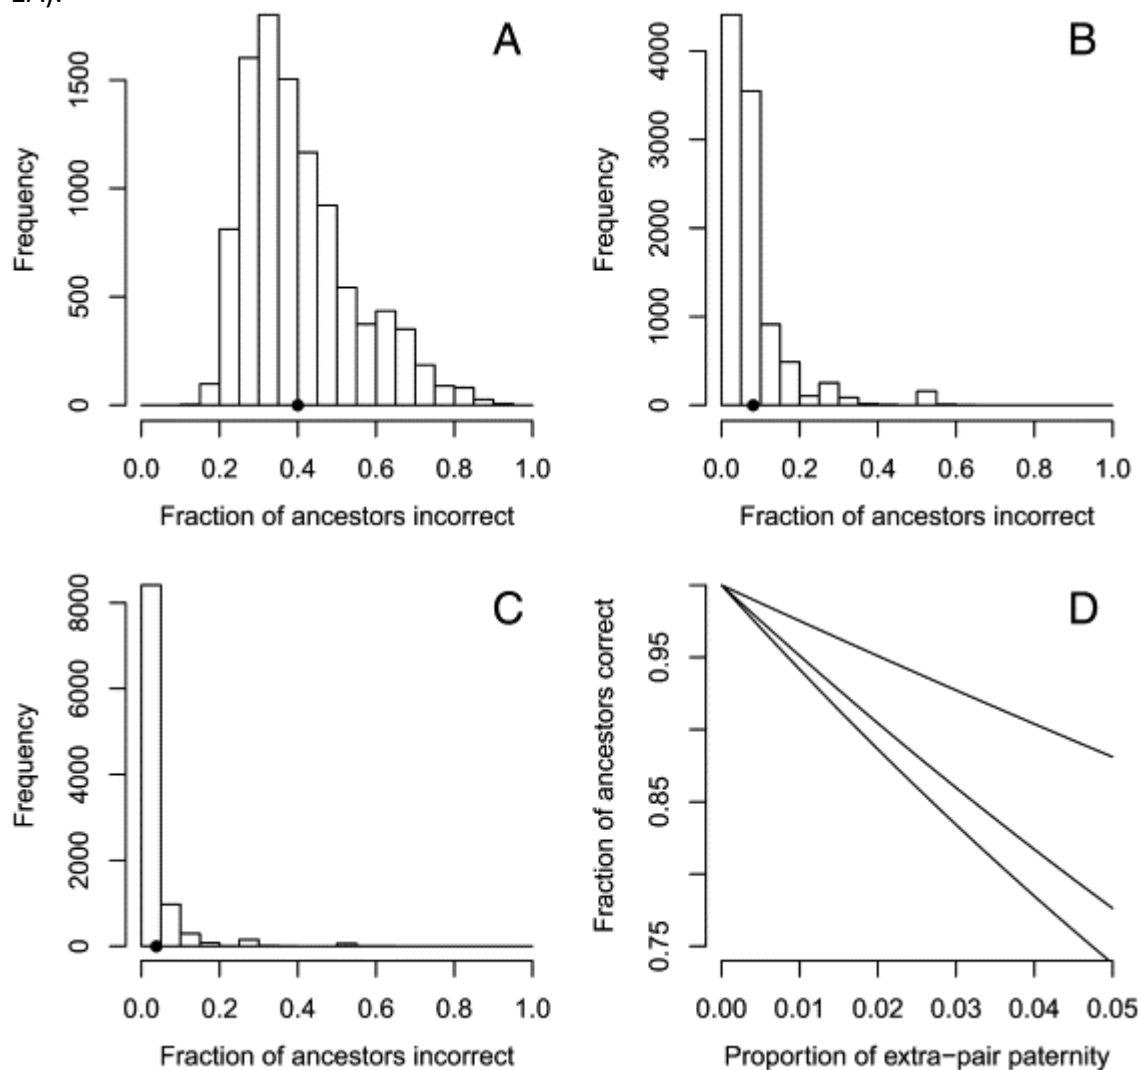 A
Frequency
0 500 1000 1500
0.0 0.2 0.4 0.6 0.8 1.0
Fraction of ancestors incorrect
B
Frequency
0 1000 2000 3000 4000
0.0 0.2 0.4 0.6 0.8 1.0
Fraction of ancestors incorrect
C
Frequency
0 2000 4000 6000 8000
0.0 0.2 0.4 0.6 0.8 1.0
Fraction of ancestors incorrect
D
Fraction of ancestors correct
0.75 0.85 0.95
0.00 0.01 0.02 0.03 0.04 0.05
Proportion of extra−pair paternity